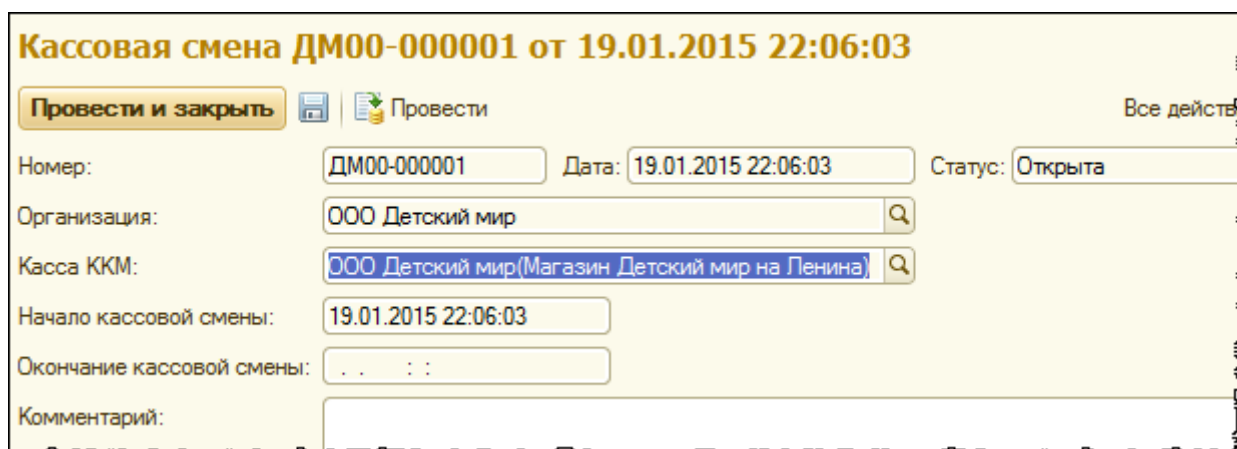 Кассовая смена ДМ00-000001 от 19.01.2015 22:06:03
Провести и закрыть Провести Все действ
Номер: ДМ00-000001 Дата: 19.01.2015 22:06:03 Статус: Открыта
Организация: ООО Детский мир
Касса ККМ: ООО Детский мир(Магазин Детский мир на Ленина)
Начало кассовой смены: 19.01.2015 22:06:03
Окончание кассовой смены: . . : :
Комментарий: